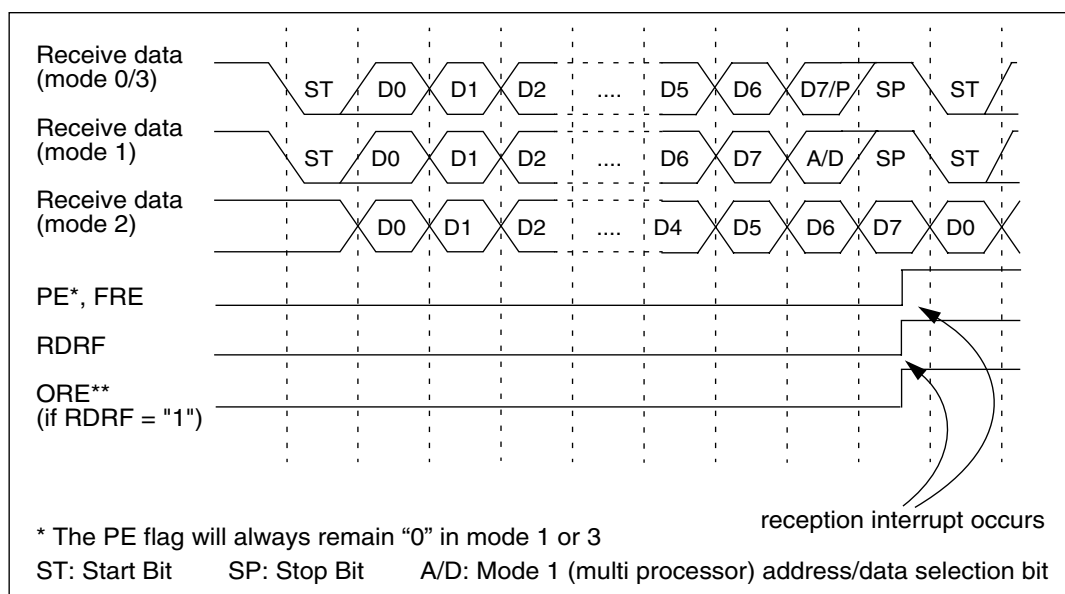 Receive data
(mode 0/3)
ST D0 D1 D2 .... D5 D6 D7/P SP ST
Receive data
(mode 1)
ST D0 D1 D2 .... D6 D7 A/D SP ST
Receive data
(mode 2)
D0 D1 D2 .... D4 D5 D6 D7 D0
PE*, FRE
RDRF
ORE**
(if RDRF = "1")
reception interrupt occurs
* The PE flag will always remain “0” in mode 1 or 3
ST: Start Bit SP: Stop Bit A/D: Mode 1 (multi processor) address/data selection bit